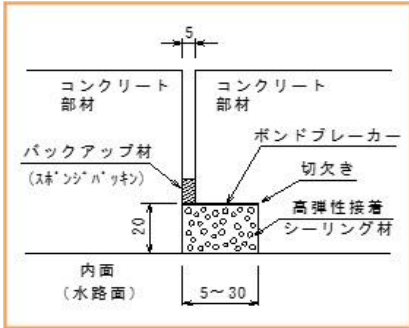 5
コンクリート
部材
コンクリート
部材
ボンドブレーカー
バックアップ材
(スポンジパッキン)
切欠き
高弾性接着
シーリング材
20
内面
(水路面)
5～30